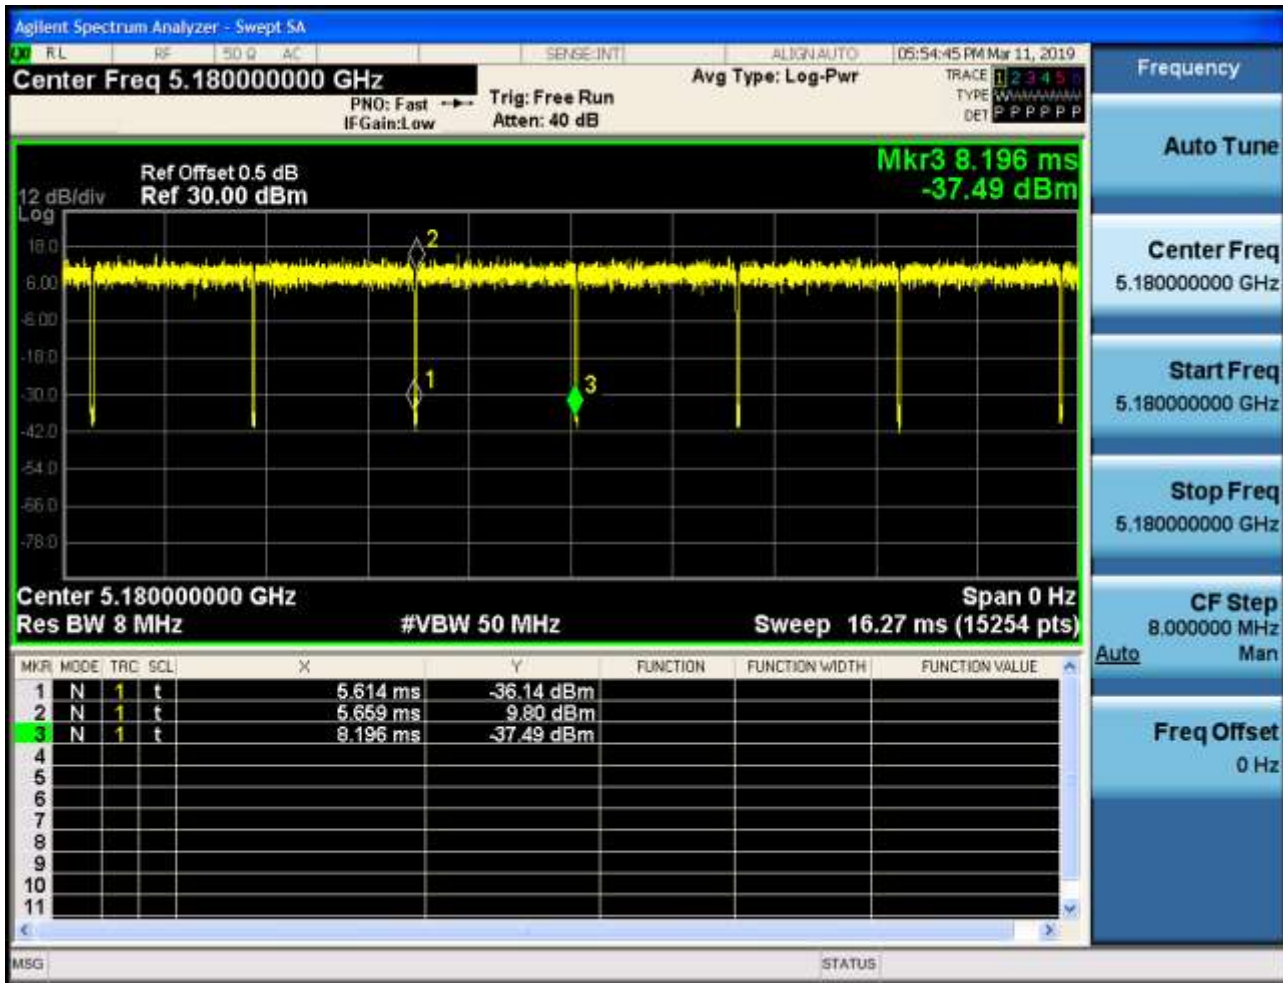 Agilent Spectrum Analyzer - Swept SA
RL RF 50 Ω AC SENSE:INT ALIGNAUTO 05:54:45 PM Mar 11, 2019
Center Freq 5.180000000 GHz
PNO: Fast
IFGain:Low
Trig: Free Run
Atten: 40 dB
Avg Type: Log-Pwr
TRACE 1 2 3 4 5 6
TYPE
DET P P P P P P
Frequency
Auto Tune
Center Freq
5.180000000 GHz
Start Freq
5.180000000 GHz
Stop Freq
5.180000000 GHz
CF Step
8.000000 MHz
Auto Man
Freq Offset
0 Hz
Mkr3 8.196 ms
-37.49 dBm
Ref Offset 0.5 dB
12 dB/div Ref 30.00 dBm
Log
18.0
6.00
-6.00
-18.0
-30.0
-42.0
-54.0
-66.0
-78.0
2
1
3
Center 5.180000000 GHz Span 0 Hz
Res BW 8 MHz #VBW 50 MHz Sweep 16.27 ms (15254 pts)
MKR MODE TRC SCL X Y FUNCTION FUNCTION WIDTH FUNCTION VALUE
1 N 1 t 5.614 ms -36.14 dBm
2 N 1 t 5.659 ms 9.80 dBm
3 N 1 t 8.196 ms -37.49 dBm
4
5
6
7
8
9
10
11
MSG STATUS